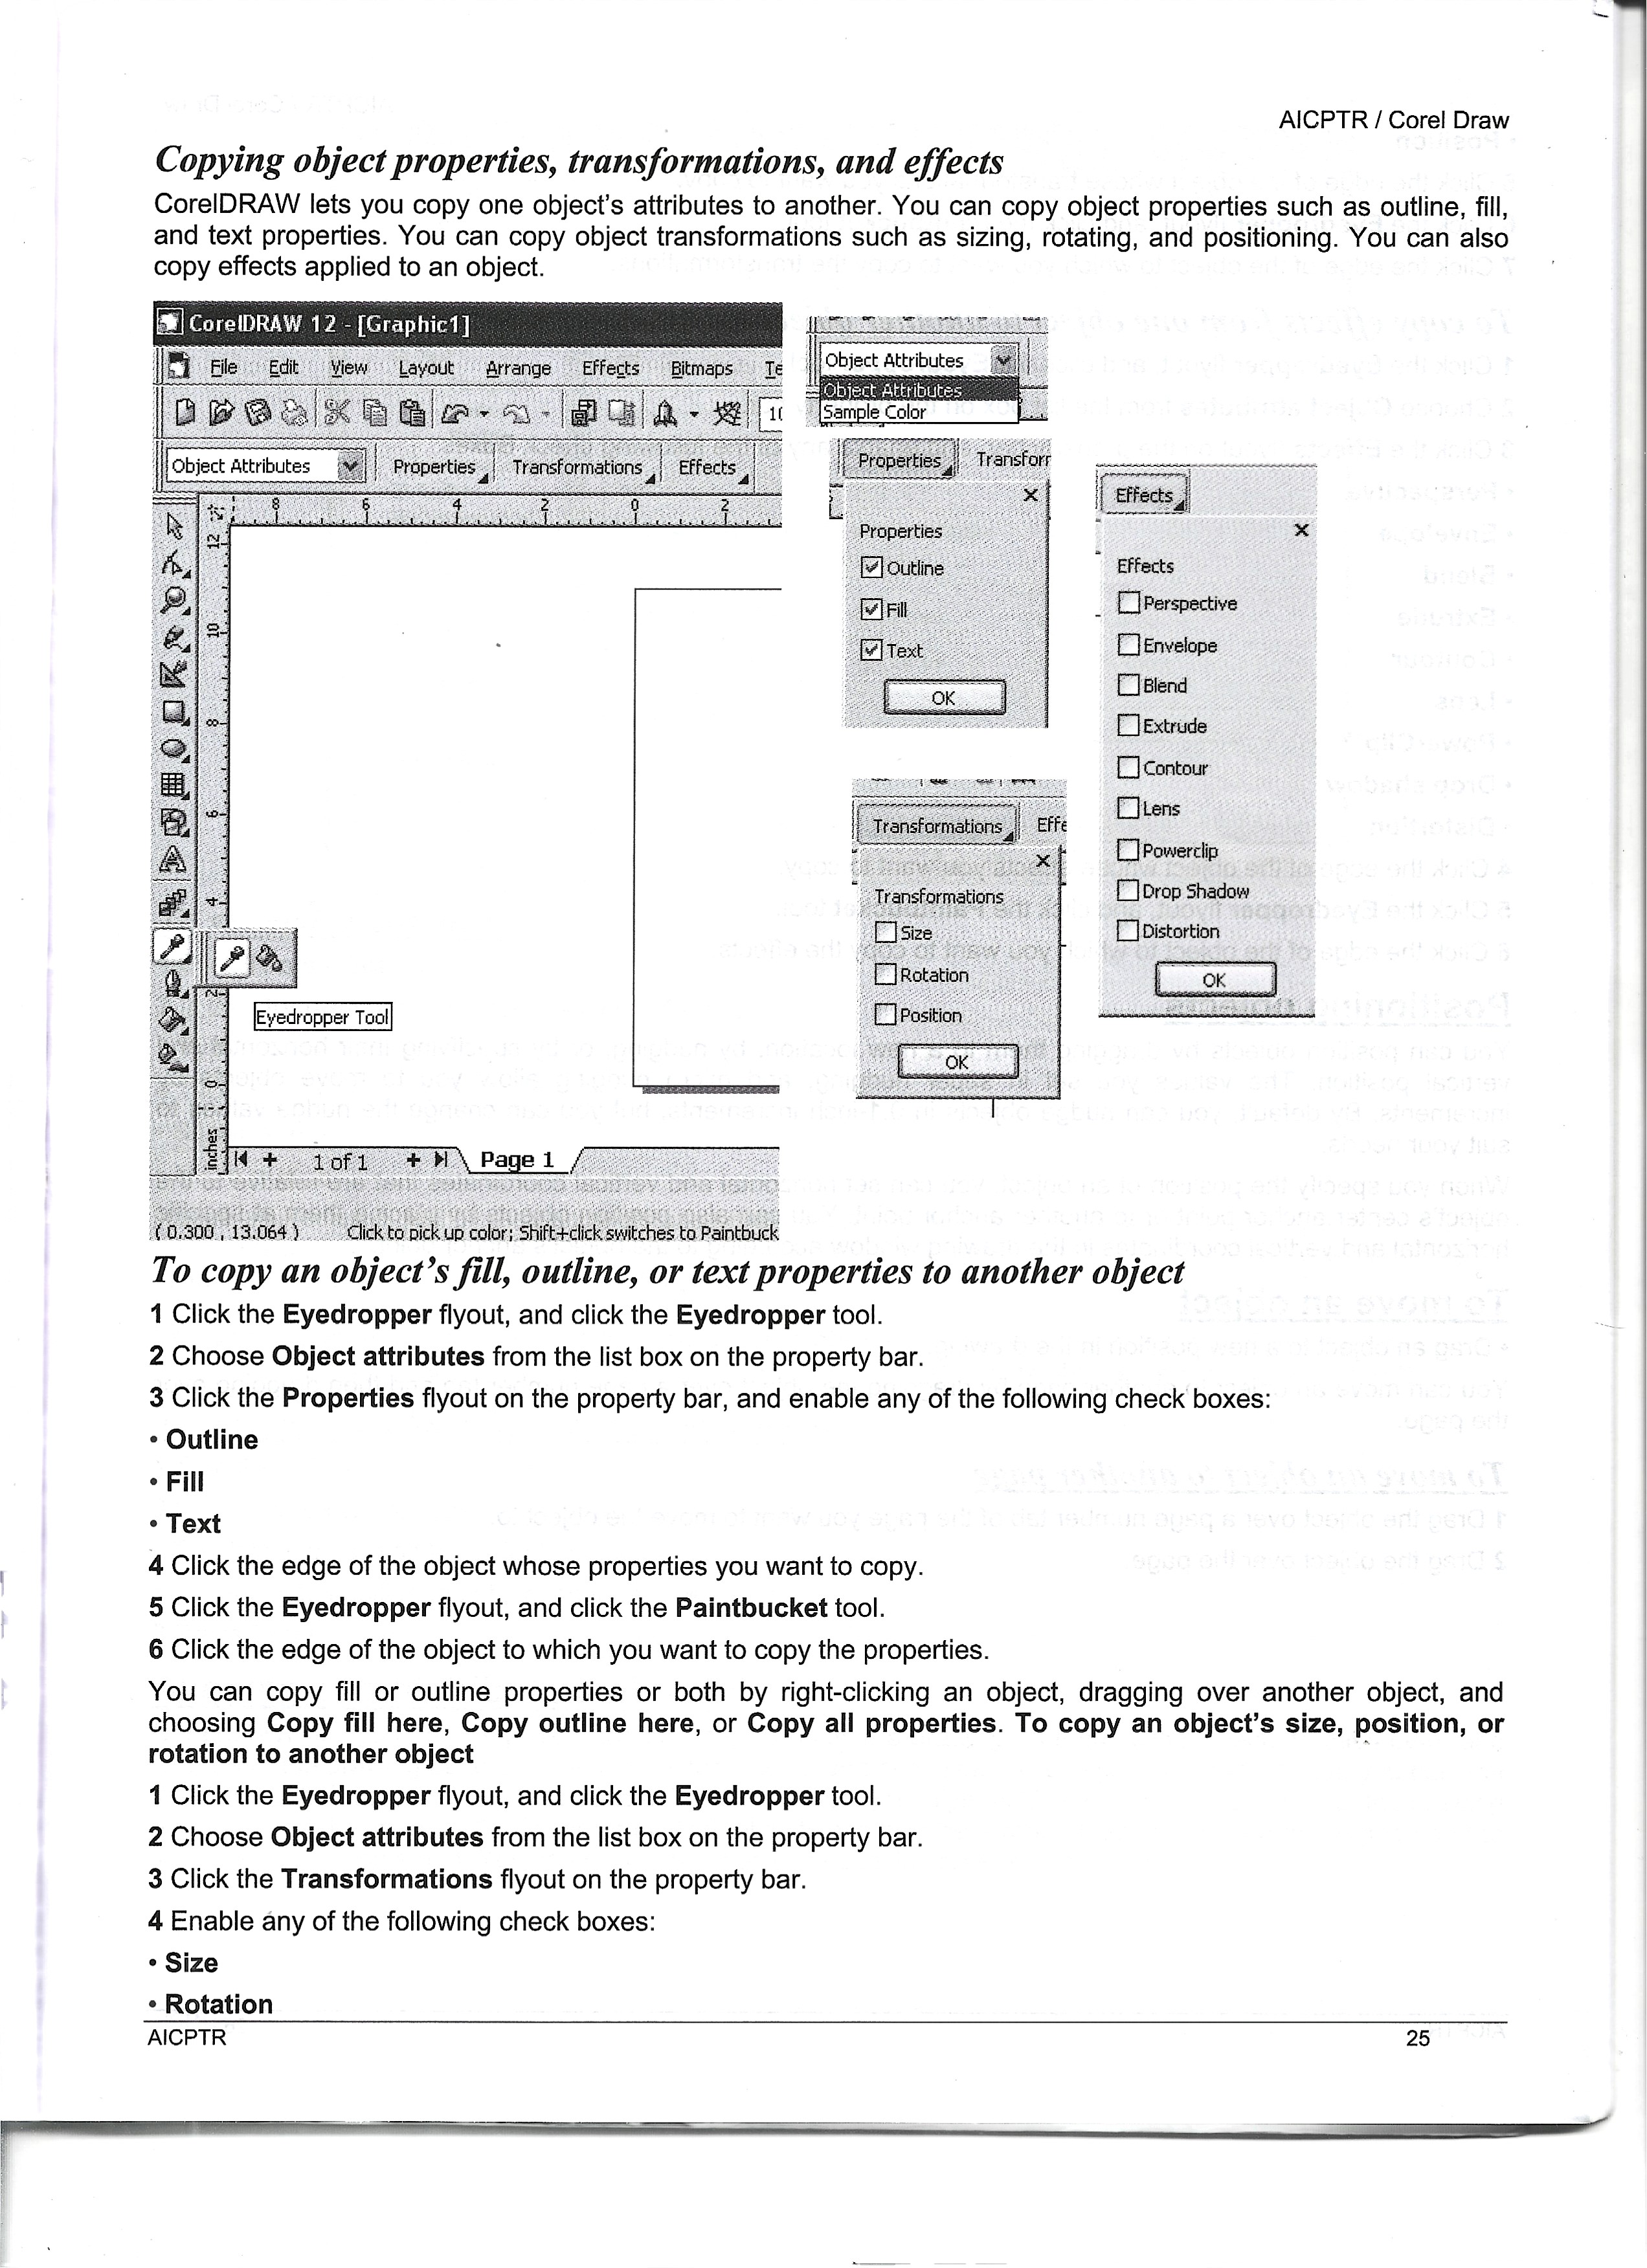 AICPTR / Corel Draw
Copying object properties, transformations, and effects
CorelDRAW lets you copy one object's attributes to another. You can copy object properties such as outline, fill,
and text properties. You can copy object transformations such as sizing, rotating, and positioning. You can also
copy effects applied to an object.
CorelDRAW 12 - [Graphic1]
File Edit View Layout Arrange Effects Bitmaps Te
10
Object Attributes Properties Transformations Effects
8 6 4 2 0 2
12
10
8
6
4
2
0
inches
Eyedropper Tool
1 of 1 Page 1
( 0.300 , 13.064 ) Click to pick up color; Shift+click switches to Paintbuck
Object Attributes
Object Attributes
Sample Color
Properties Transfor
Properties
Outline
Fill
Text
OK
Transformations Effe
Transformations
Size
Rotation
Position
OK
Effects
Effects
Perspective
Envelope
Blend
Extrude
Contour
Lens
Powerclip
Drop Shadow
Distortion
OK
To copy an object's fill, outline, or text properties to another object
1 Click the Eyedropper flyout, and click the Eyedropper tool.
2 Choose Object attributes from the list box on the property bar.
3 Click the Properties flyout on the property bar, and enable any of the following check boxes:
• Outline
• Fill
• Text
4 Click the edge of the object whose properties you want to copy.
5 Click the Eyedropper flyout, and click the Paintbucket tool.
6 Click the edge of the object to which you want to copy the properties.
You can copy fill or outline properties or both by right-clicking an object, dragging over another object, and
choosing Copy fill here, Copy outline here, or Copy all properties. To copy an object's size, position, or
rotation to another object
1 Click the Eyedropper flyout, and click the Eyedropper tool.
2 Choose Object attributes from the list box on the property bar.
3 Click the Transformations flyout on the property bar.
4 Enable any of the following check boxes:
• Size
• Rotation
AICPTR 25